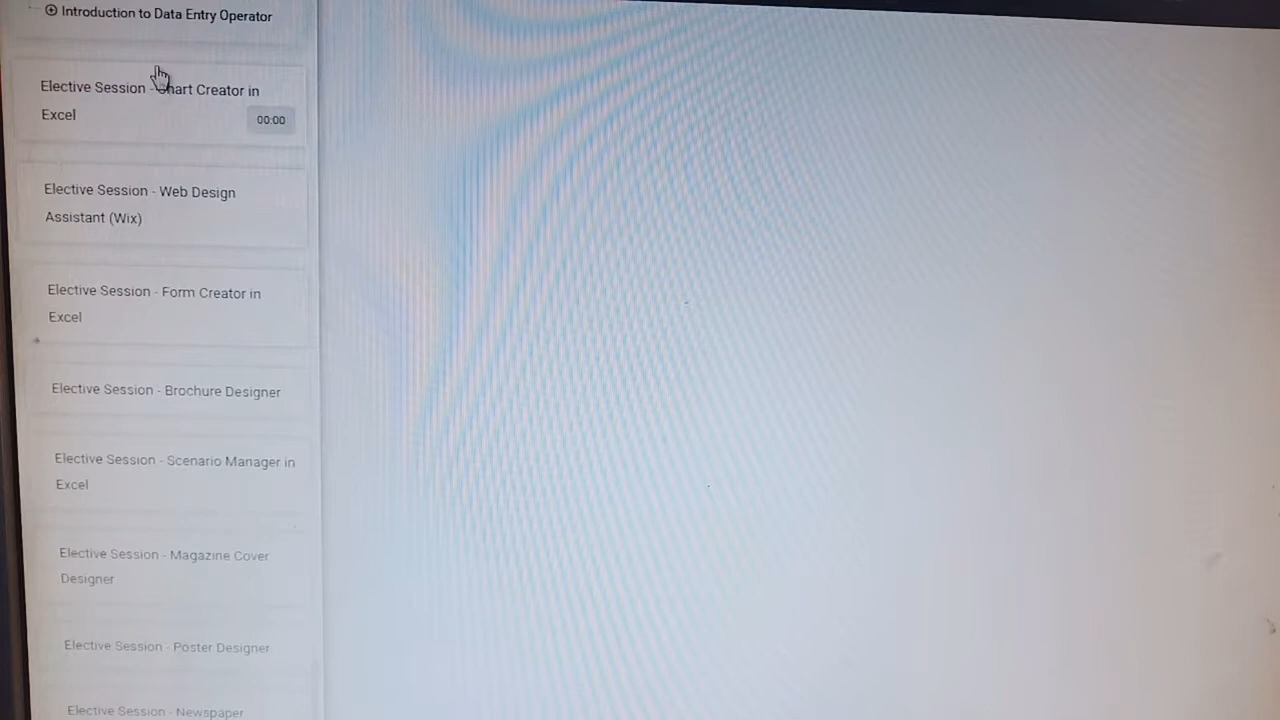 Introduction to Data Entry Operator
Elective Session - Chart Creator in
Excel
00:00
Elective Session - Web Design
Assistant (Wix)
Elective Session - Form Creator in
Excel
Elective Session - Brochure Designer
Elective Session - Scenario Manager in
Excel
Elective Session - Magazine Cover
Designer
Elective Session - Poster Designer
Elective Session - Newspaper